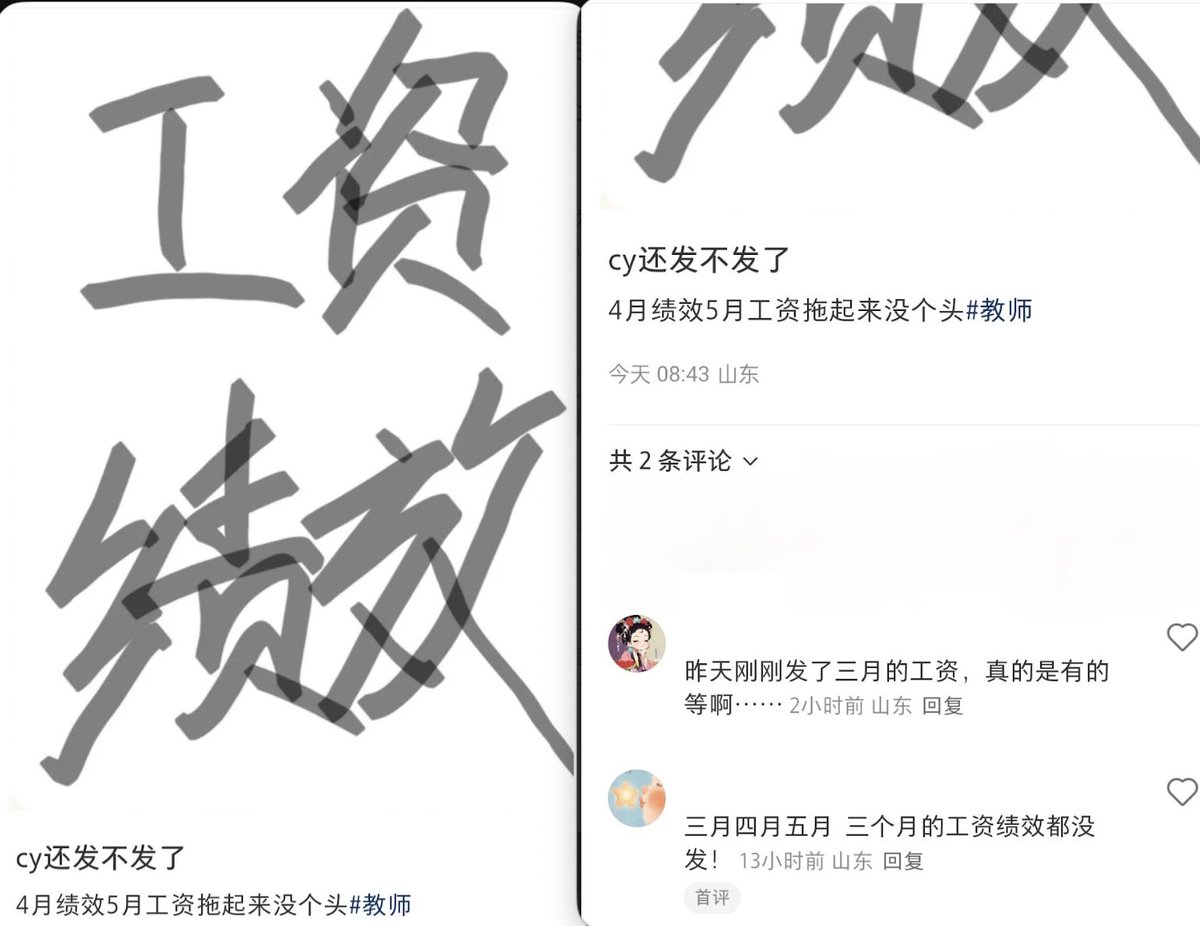 工资
绩效
cy还发不发了
4月绩效5月工资拖起来没个头#教师
cy还发不发了
4月绩效5月工资拖起来没个头#教师
今天 08:43 山东
共 2 条评论
昨天刚刚发了三月的工资，真的是有的
等啊…… 2小时前 山东 回复
三月四月五月 三个月的工资绩效都没
发！ 13小时前 山东 回复
首评